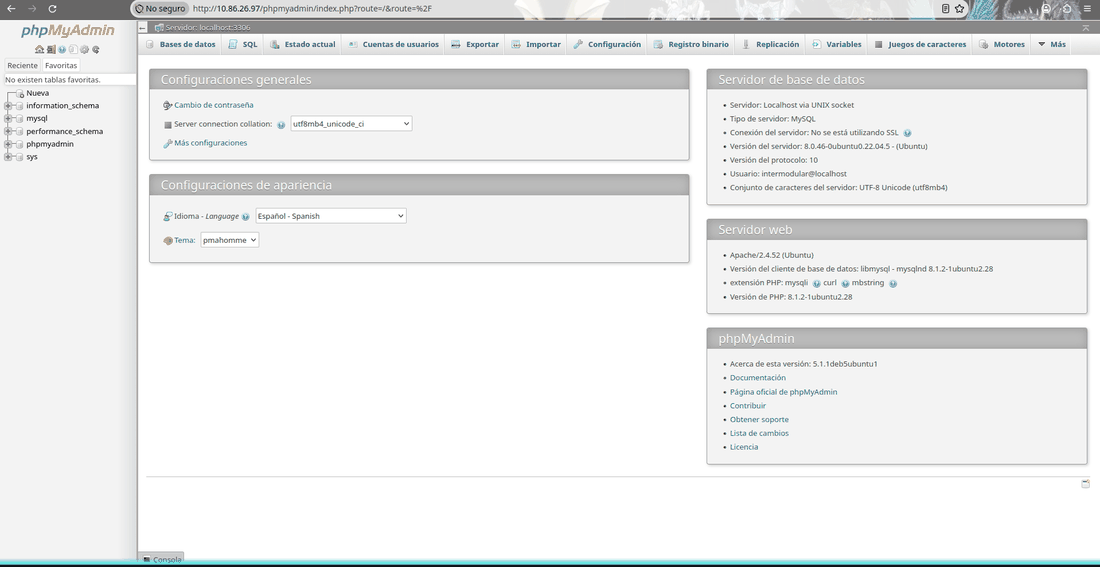 No seguro http://10.86.26.97/phpmyadmin/index.php?route=/&route=%2F
phpMyAdmin
Reciente Favoritas
No existen tablas favoritas.
Nueva
information_schema
mysql
performance_schema
phpmyadmin
sys
Servidor: localhost:3306
Bases de datos SQL Estado actual Cuentas de usuarios Exportar Importar Configuración Registro binario Replicación Variables Juegos de caracteres Motores Más
Configuraciones generales
Cambio de contraseña
Server connection collation: utf8mb4_unicode_ci
Más configuraciones
Configuraciones de apariencia
Idioma - Language Español - Spanish
Tema: pmahomme
Servidor de base de datos
Servidor: Localhost via UNIX socket
Tipo de servidor: MySQL
Conexión del servidor: No se está utilizando SSL
Versión del servidor: 8.0.46-0ubuntu0.22.04.5 - (Ubuntu)
Versión del protocolo: 10
Usuario: intermodular@localhost
Conjunto de caracteres del servidor: UTF-8 Unicode (utf8mb4)
Servidor web
Apache/2.4.52 (Ubuntu)
Versión del cliente de base de datos: libmysql - mysqlnd 8.1.2-1ubuntu2.28
extensión PHP: mysqli curl mbstring
Versión de PHP: 8.1.2-1ubuntu2.28
phpMyAdmin
Acerca de esta versión: 5.1.1deb5ubuntu1
Documentación
Página oficial de phpMyAdmin
Contribuir
Obtener soporte
Lista de cambios
Licencia
Consola